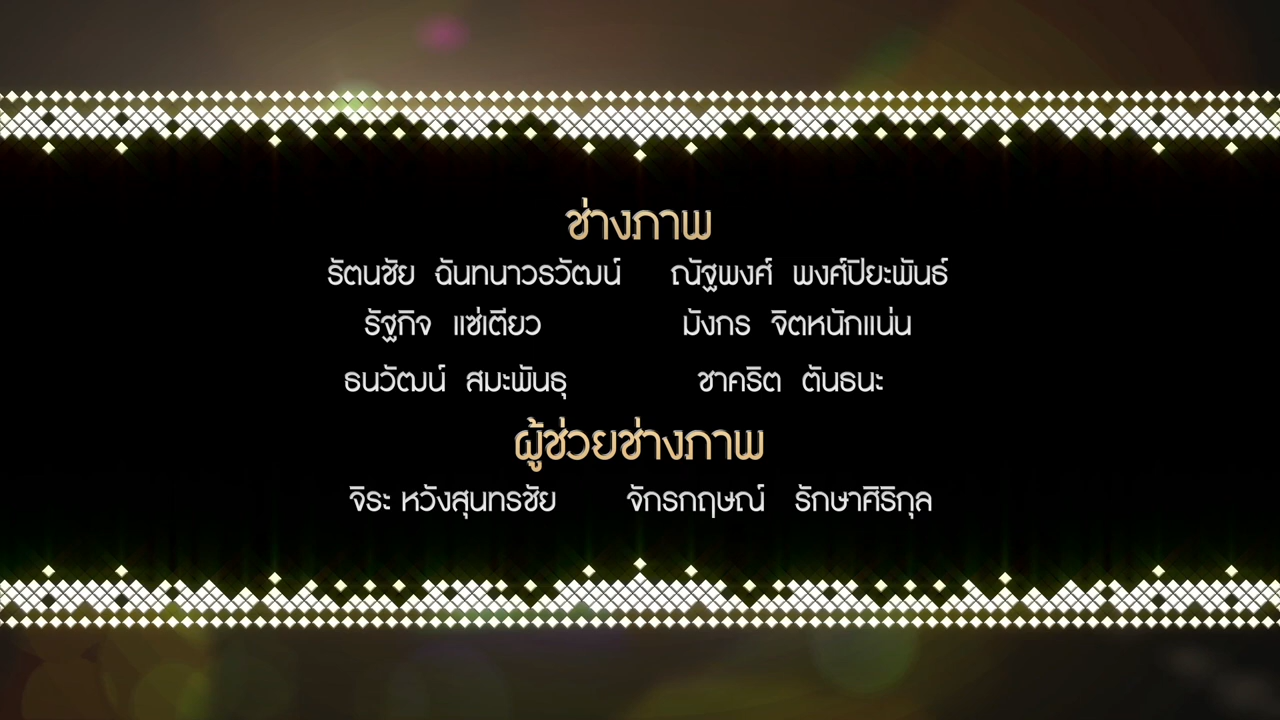 ช่างภาพ
รัตนชัย ฉันทนาวรวัฒน์ ณัฐพงศ์ พงศ์ปิยะพันธ์
รัฐกิจ แซ่เตียว มังกร จิตหนักแน่น
ธนวัฒน์ สมะพันธุ ชาคริต ตันธนะ
ผู้ช่วยช่างภาพ
จิระ หวังสุนทรชัย จักรกฤษณ์ รักษาศิริกุล